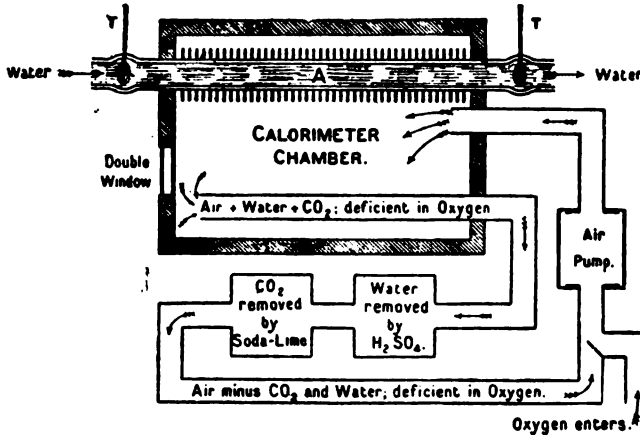 T
T
Water
A
Water
CALORIMETER
CHAMBER.
Double
Window
Air + Water + CO2; deficient in Oxygen
Air
Pump.
CO2
removed
by
Soda-Lime
Water
removed
by
H2SO4.
Air minus CO2 and Water; deficient in Oxygen.
Oxygen enters.